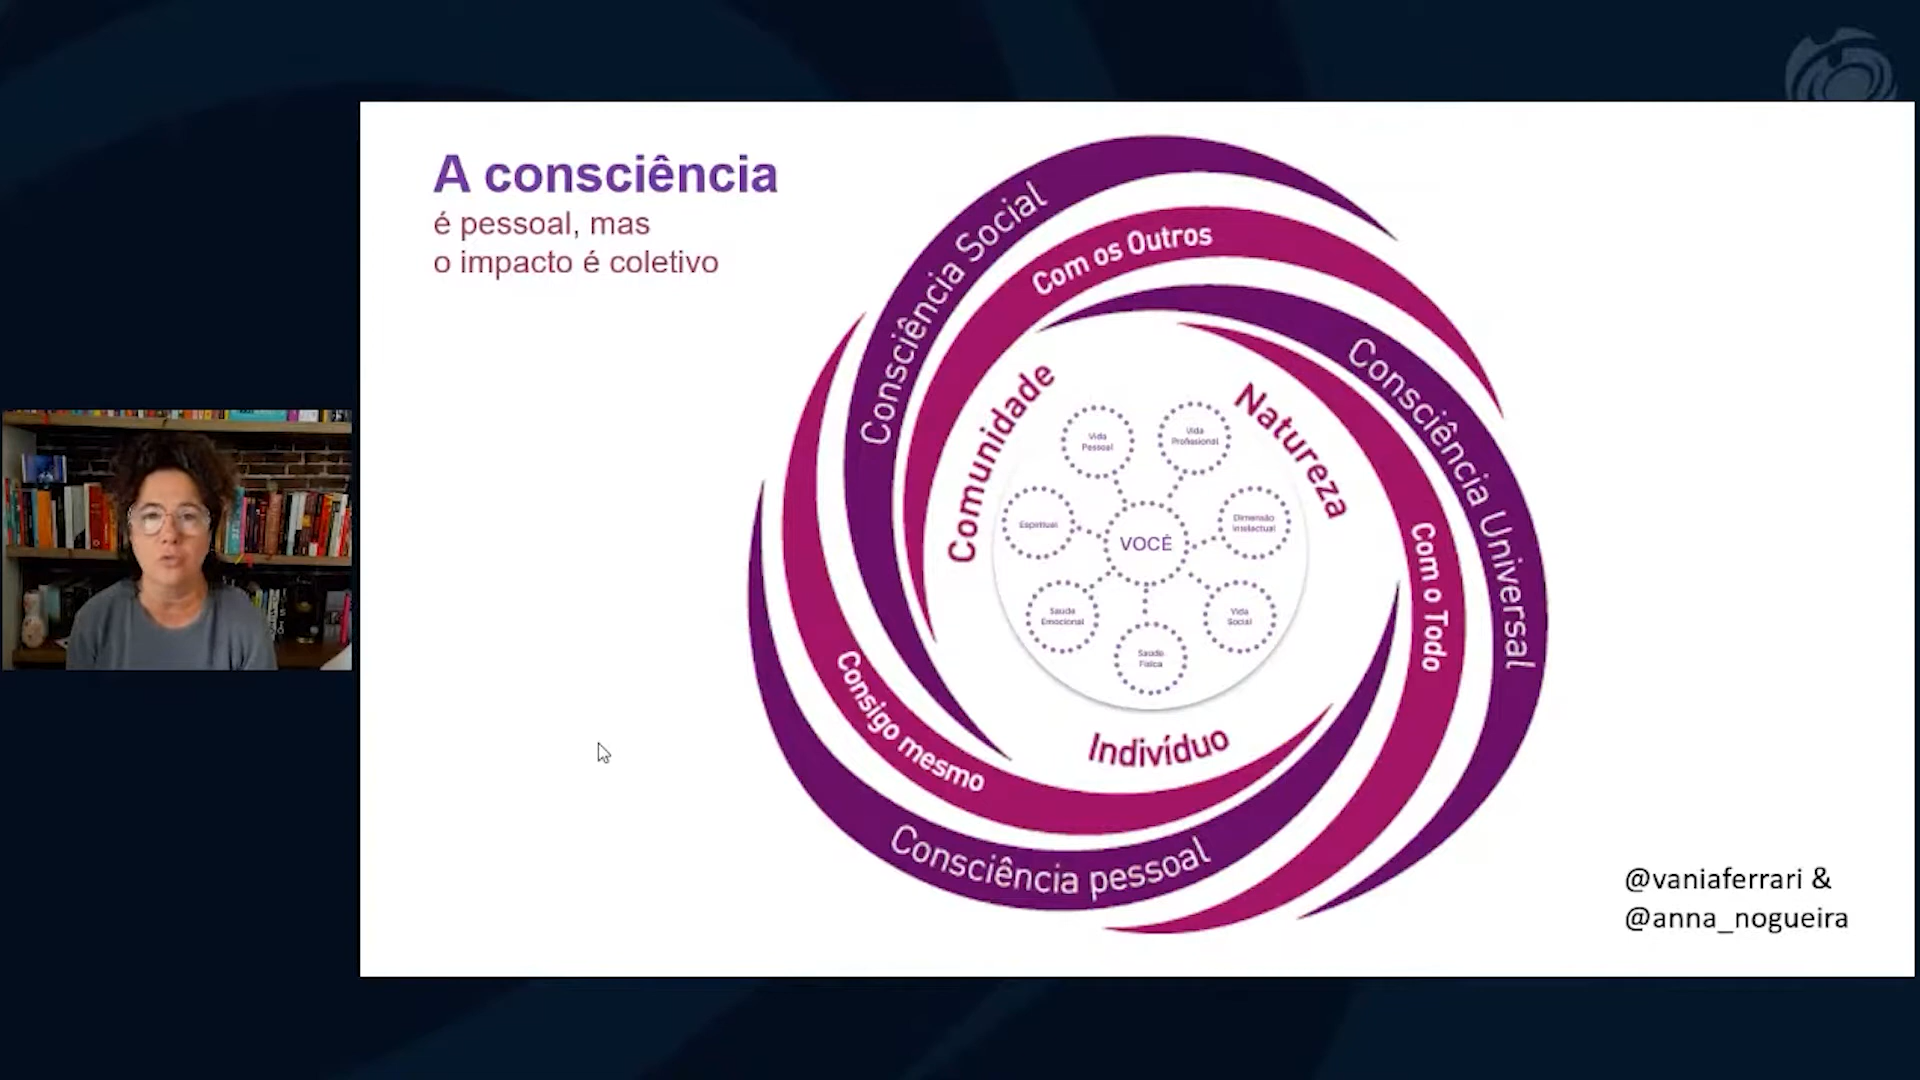 A consciência
é pessoal, mas
o impacto é coletivo
Consciência Social
Com os Outros
Consciência Universal
Com o Todo
Comunidade
Natureza
Vida
Pessoal
Vida
Profissional
Espiritual
VOCÊ
Dimensão
Intelectual
Saúde
Emocional
Saúde
Física
Vida
Social
Indivíduo
Consigo mesmo
Consciência pessoal
@vaniaferrari &
@anna_nogueira